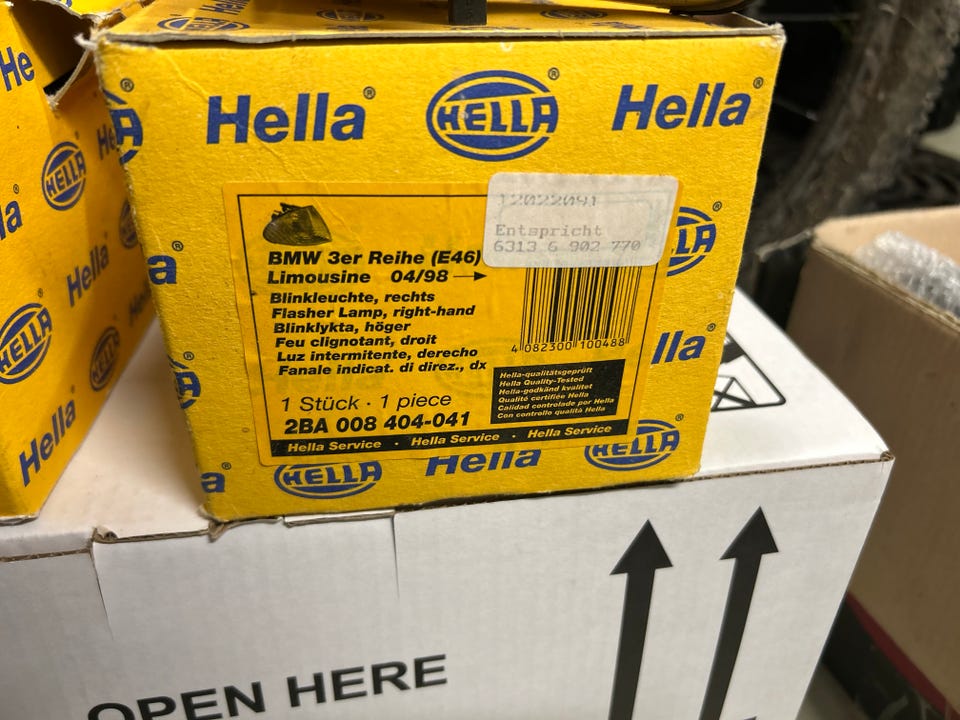 Hella®
HELLA®
Hella®
He
HELLA
Hella
HELLA
12022091
Entspricht
6313 6 902 770
BMW 3er Reihe (E46)
Limousine 04/98 →
Blinkleuchte, rechts
Flasher Lamp, right-hand
Blinklykta, höger
Feu clignotant, droit
Luz intermitente, derecho
Fanale indicat. di direz., dx
4 082300 100488
Hella-qualitätsgeprüft
Hella Quality-Tested
Hella-godkänd kvalitet
Qualité certifiée Hella
Calidad controlada por Hella
Con controllo qualità Hella
1 Stück · 1 piece
2BA 008 404-041
Hella Service · Hella Service · Hella Service
lla®
HELLA
Hella
HELLA®
HELLA
Hella
OPEN HERE